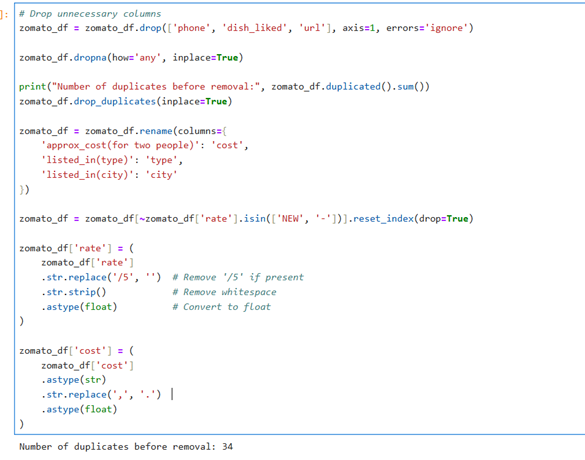 ]: # Drop unnecessary columns
zomato_df = zomato_df.drop(['phone', 'dish_liked', 'url'], axis=1, errors='ignore')
zomato_df.dropna(how='any', inplace=True)
print("Number of duplicates before removal:", zomato_df.duplicated().sum())
zomato_df.drop_duplicates(inplace=True)
zomato_df = zomato_df.rename(columns={
    'approx_cost(for two people)': 'cost',
    'listed_in(type)': 'type',
    'listed_in(city)': 'city'
})
zomato_df = zomato_df[~zomato_df['rate'].isin(['NEW', '-'])].reset_index(drop=True)
zomato_df['rate'] = (
    zomato_df['rate']
    .str.replace('/5', '')  # Remove '/5' if present
    .str.strip()            # Remove whitespace
    .astype(float)          # Convert to float
)
zomato_df['cost'] = (
    zomato_df['cost']
    .astype(str)
    .str.replace(',', '.')
    .astype(float)
)
Number of duplicates before removal: 34